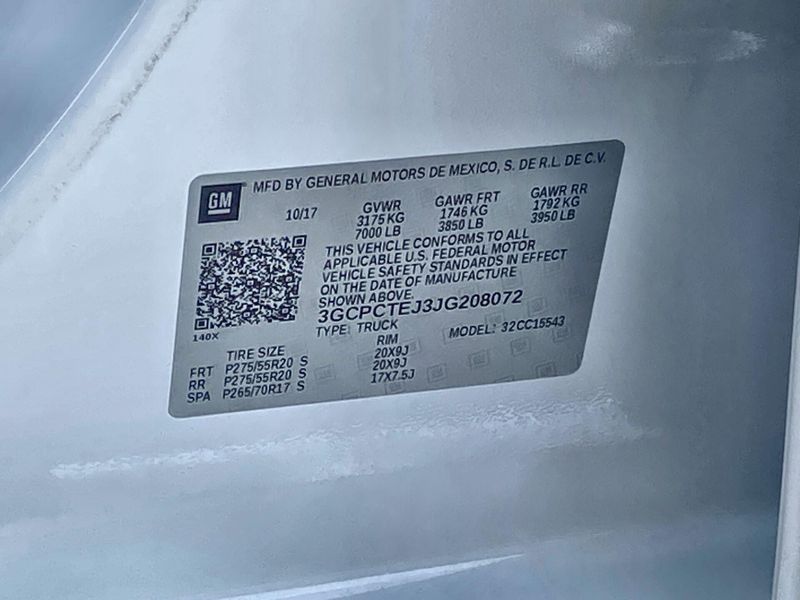 GM
MFD BY GENERAL MOTORS DE MEXICO, S. DE R.L. DE C.V.
10/17 GVWR GAWR FRT GAWR RR
3175 KG 1746 KG 1792 KG
7000 LB 3850 LB 3950 LB
THIS VEHICLE CONFORMS TO ALL
APPLICABLE U.S. FEDERAL MOTOR
VEHICLE SAFETY STANDARDS IN EFFECT
ON THE DATE OF MANUFACTURE
SHOWN ABOVE.
3GCPCTEJ3JG208072
140X
TYPE: TRUCK MODEL: 32CC15543
TIRE SIZE RIM
FRT P275/55R20 S 20X9J
RR P275/55R20 S 20X9J
SPA P265/70R17 S 17X7.5J